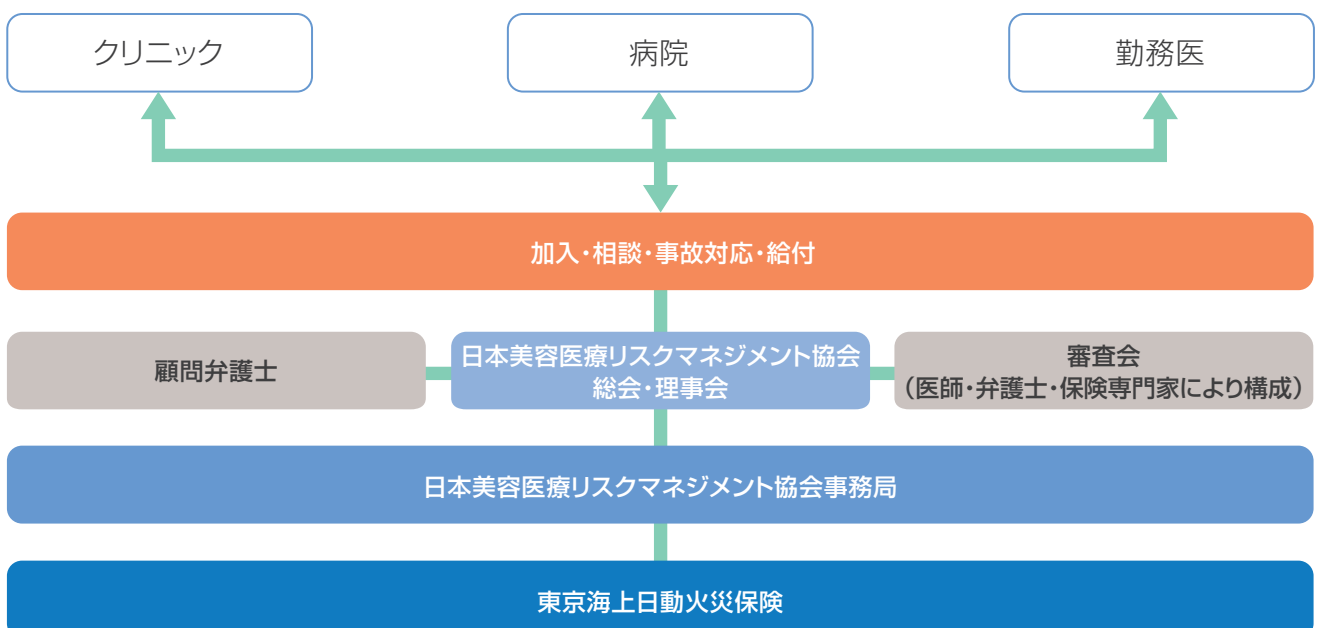 クリニック
病院
勤務医
加入・相談・事故対応・給付
顧問弁護士
日本美容医療リスクマネジメント協会
総会・理事会
審査会
（医師・弁護士・保険専門家により構成）
日本美容医療リスクマネジメント協会事務局
東京海上日動火災保険